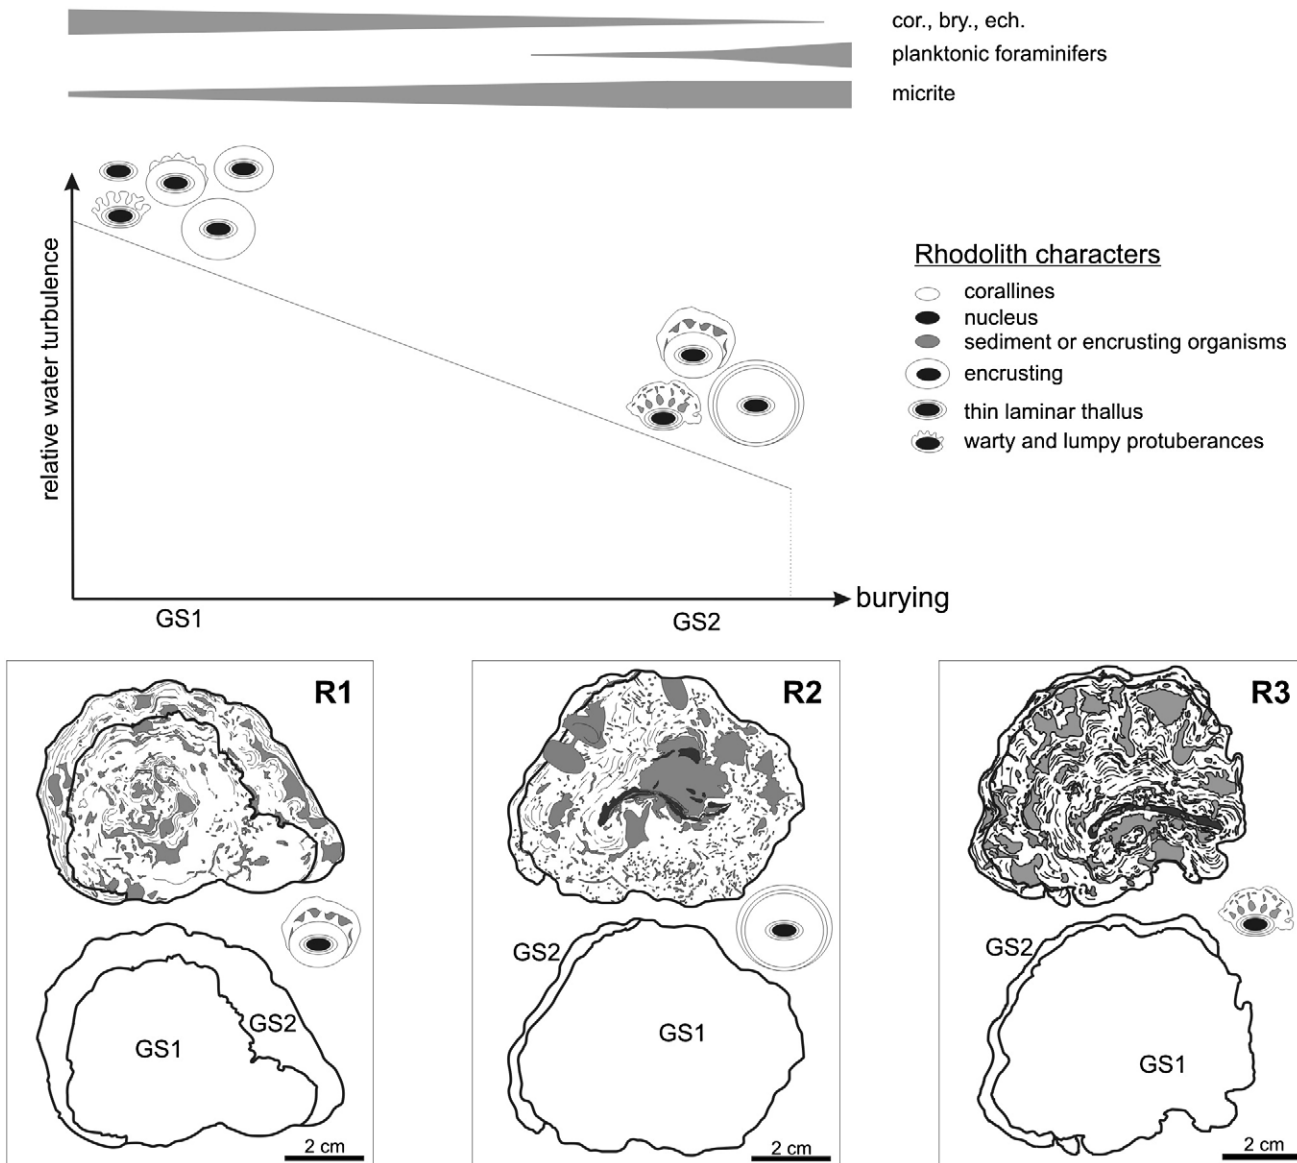 cor., bry., ech.
planktonic foraminifers
micrite
relative water turbulence
Rhodolith characters
corallines
nucleus
sediment or encrusting organisms
encrusting
thin laminar thallus
warty and lumpy protuberances
burying
GS1
GS2
R1
R2
R3
GS1
GS2
2 cm
GS2
GS1
2 cm
GS2
GS1
2 cm